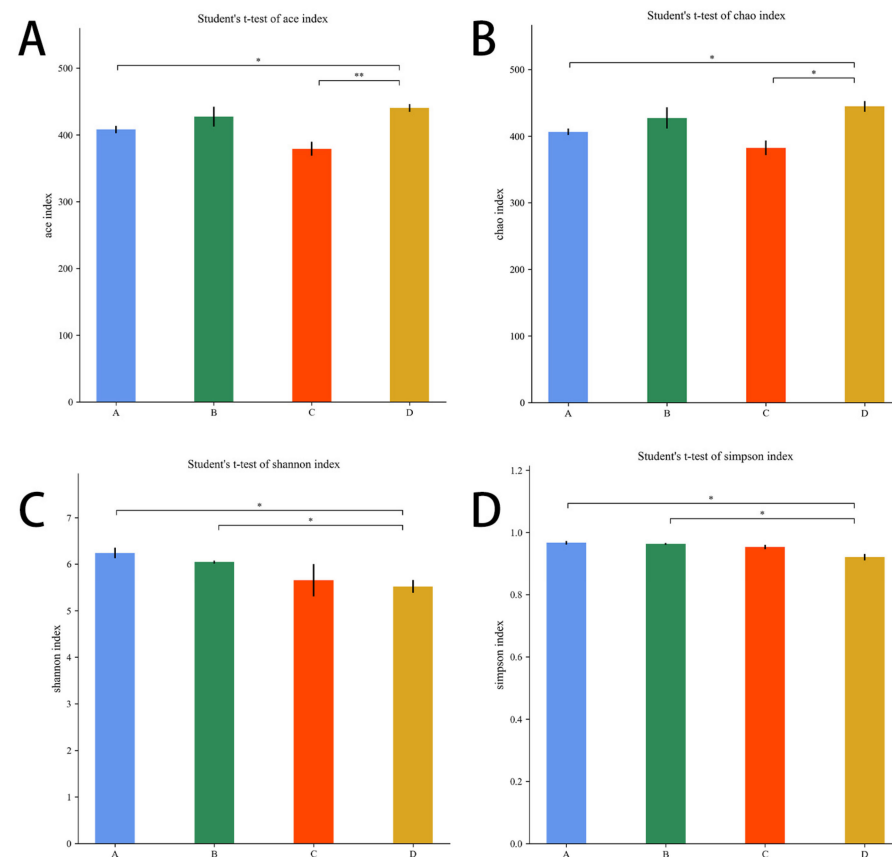 A
Student's t-test of ace index
*
**
500
400
300
200
100
0
ace index
A B C D
B
Student's t-test of chao index
*
*
500
400
300
200
100
0
chao index
A B C D
C
Student's t-test of shannon index
*
*
7
6
5
4
3
2
1
0
shannon index
A B C D
D
Student's t-test of simpson index
*
*
1.2
1.0
0.8
0.6
0.4
0.2
0.0
simpson index
A B C D